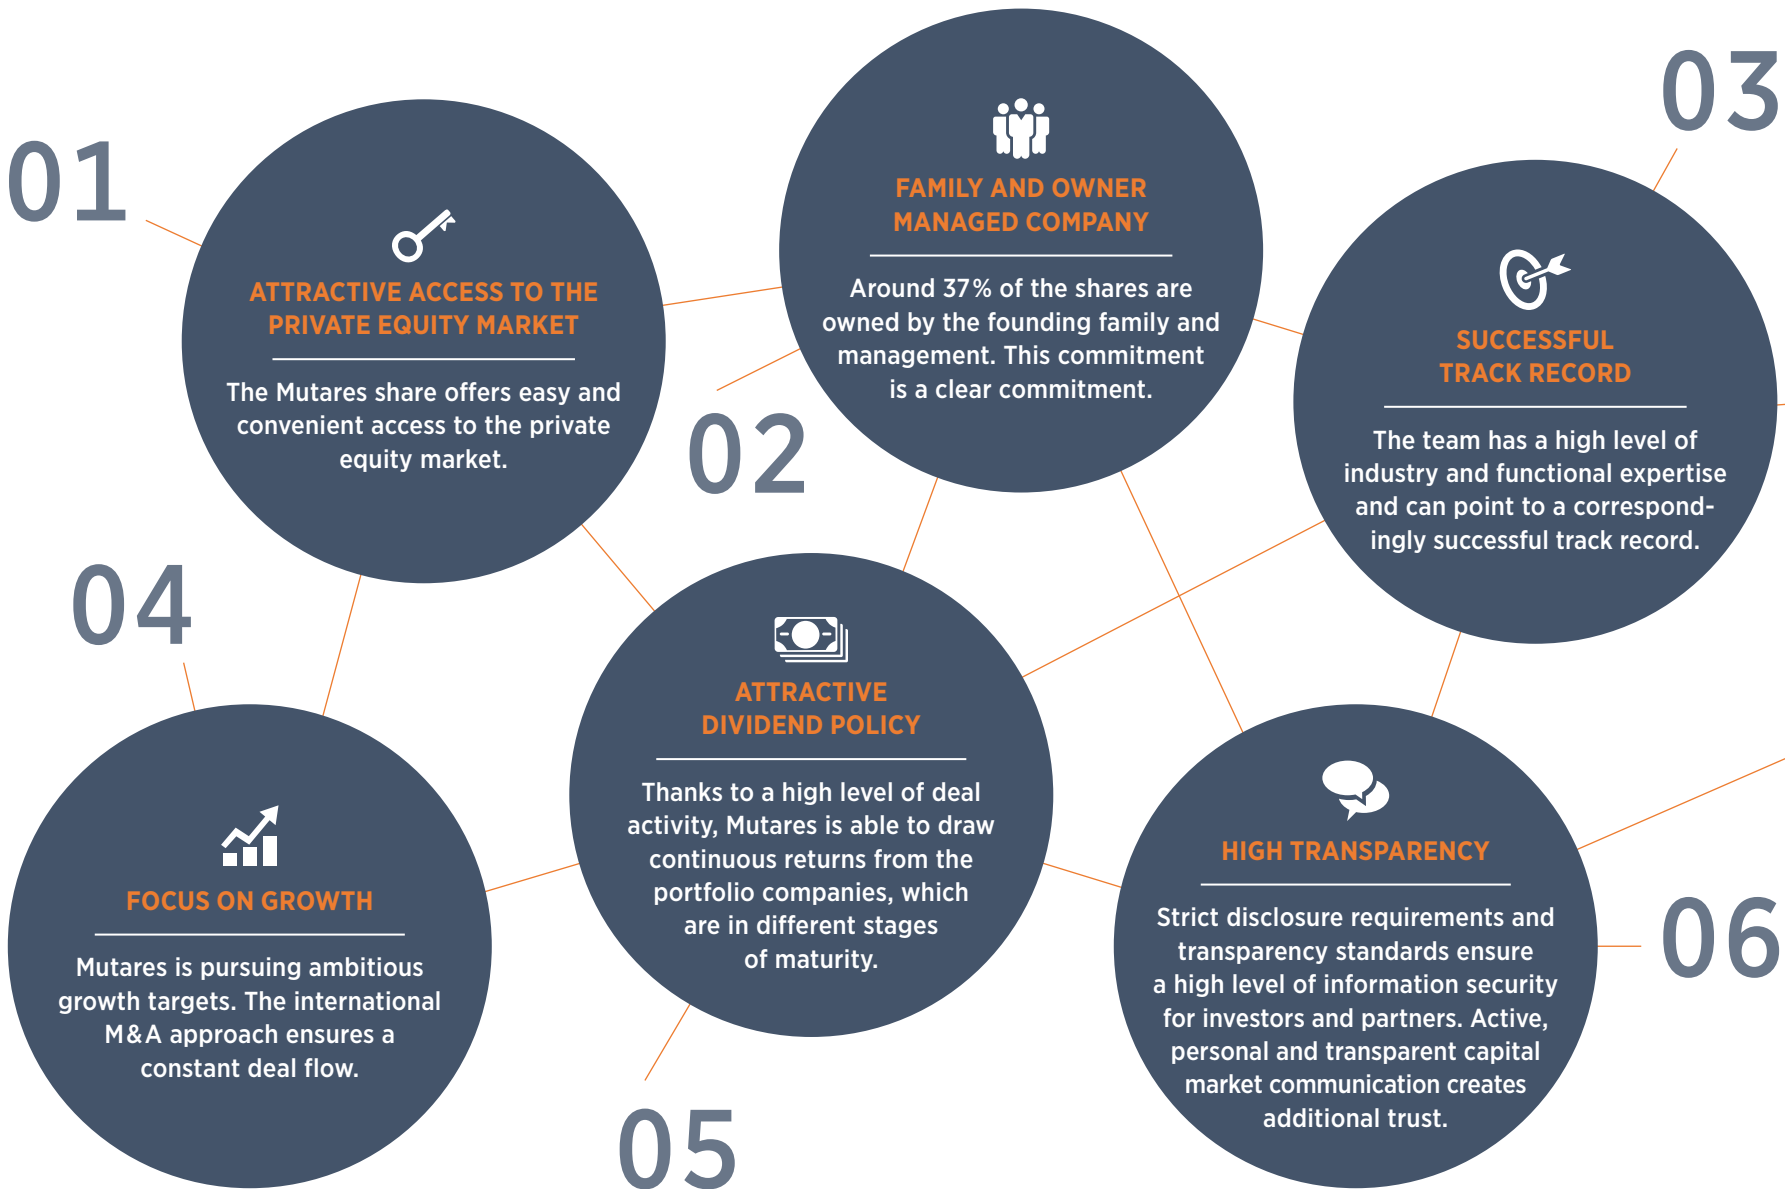 01
ATTRACTIVE ACCESS TO THE
PRIVATE EQUITY MARKET
The Mutares share offers easy and
convenient access to the private
equity market.
02
FAMILY AND OWNER
MANAGED COMPANY
Around 37% of the shares are
owned by the founding family and
management. This commitment
is a clear commitment.
03
SUCCESSFUL
TRACK RECORD
The team has a high level of
industry and functional expertise
and can point to a correspond-
ingly successful track record.
04
FOCUS ON GROWTH
Mutares is pursuing ambitious
growth targets. The international
M&A approach ensures a
constant deal flow.
05
ATTRACTIVE
DIVIDEND POLICY
Thanks to a high level of deal
activity, Mutares is able to draw
continuous returns from the
portfolio companies, which
are in different stages
of maturity.
06
HIGH TRANSPARENCY
Strict disclosure requirements and
transparency standards ensure
a high level of information security
for investors and partners. Active,
personal and transparent capital
market communication creates
additional trust.